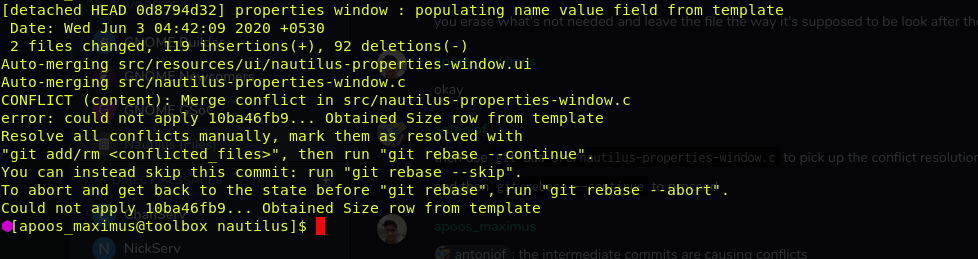 [detached HEAD 0d8794d32] properties window : populating name value field from template
you erase what's not needed and leave the file the way it's supposed to be look after the
Date: Wed Jun 3 04:42:09 2020 +0530
2 files changed, 119 insertions(+), 92 deletions(-)
GNOME Builder
Auto-merging src/resources/ui/nautilus-properties-window.ui
GNOME Newcomers
Auto-merging src/nautilus-properties-window.c
okay
CONFLICT (content): Merge conflict in src/nautilus-properties-window.c
GNOME GSoC
error: could not apply 10ba46fb9... Obtained Size row from template
Resolve all conflicts manually, mark them as resolved with
"git add/rm <conflicted_files>", then run "git rebase --continue".
nautilus-properties-window.c to pick up the conflict resolution
You can instead skip this commit: run "git rebase --skip".
To abort and get back to the state before "git rebase", run "git rebase --abort".
Could not apply 10ba46fb9... Obtained Size row from template
ChanServ
[apoos_maximus@toolbox nautilus]$
apoos_maximus
NickServ
antoniof : the intermediate commits are causing conflicts